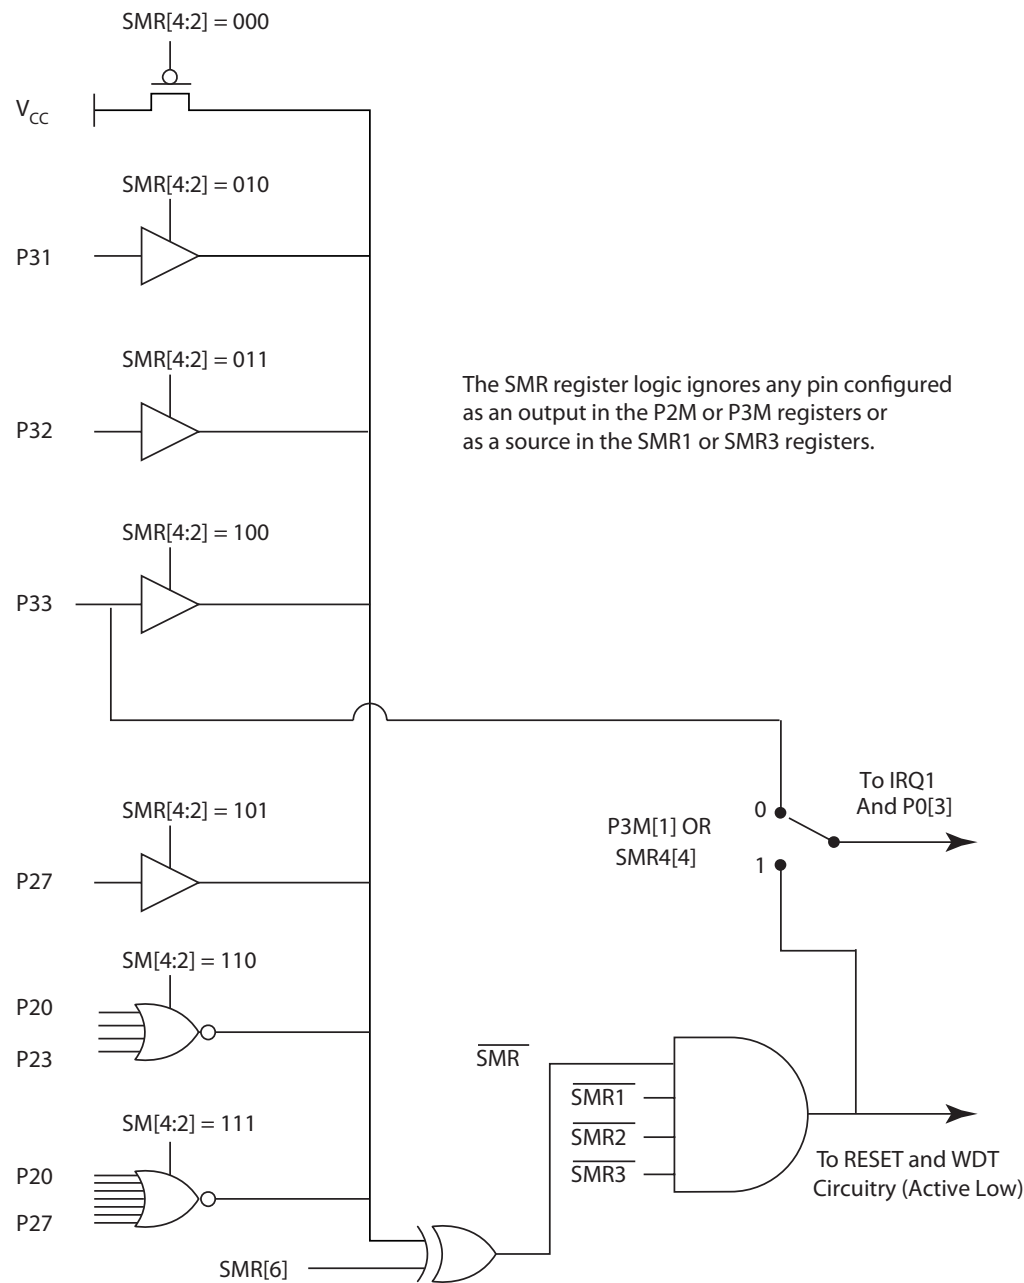 SMR[4:2] = 000
VCC
SMR[4:2] = 010
P31
SMR[4:2] = 011
P32
The SMR register logic ignores any pin configured
as an output in the P2M or P3M registers or
as a source in the SMR1 or SMR3 registers.
SMR[4:2] = 100
P33
SMR[4:2] = 101
P27
To IRQ1
And P0[3]
0
P3M[1] OR
SMR4[4]
1
SM[4:2] = 110
P20
P23
SMR
SMR1
SMR2
SMR3
SM[4:2] = 111
P20
P27
To RESET and WDT
Circuitry (Active Low)
SMR[6]